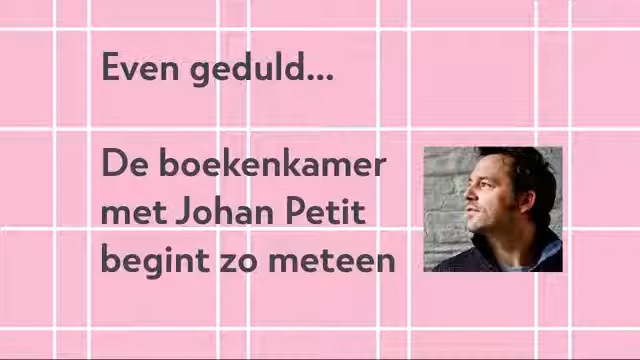 Even geduld...
De boekenkamer
met Johan Petit
begint zo meteen